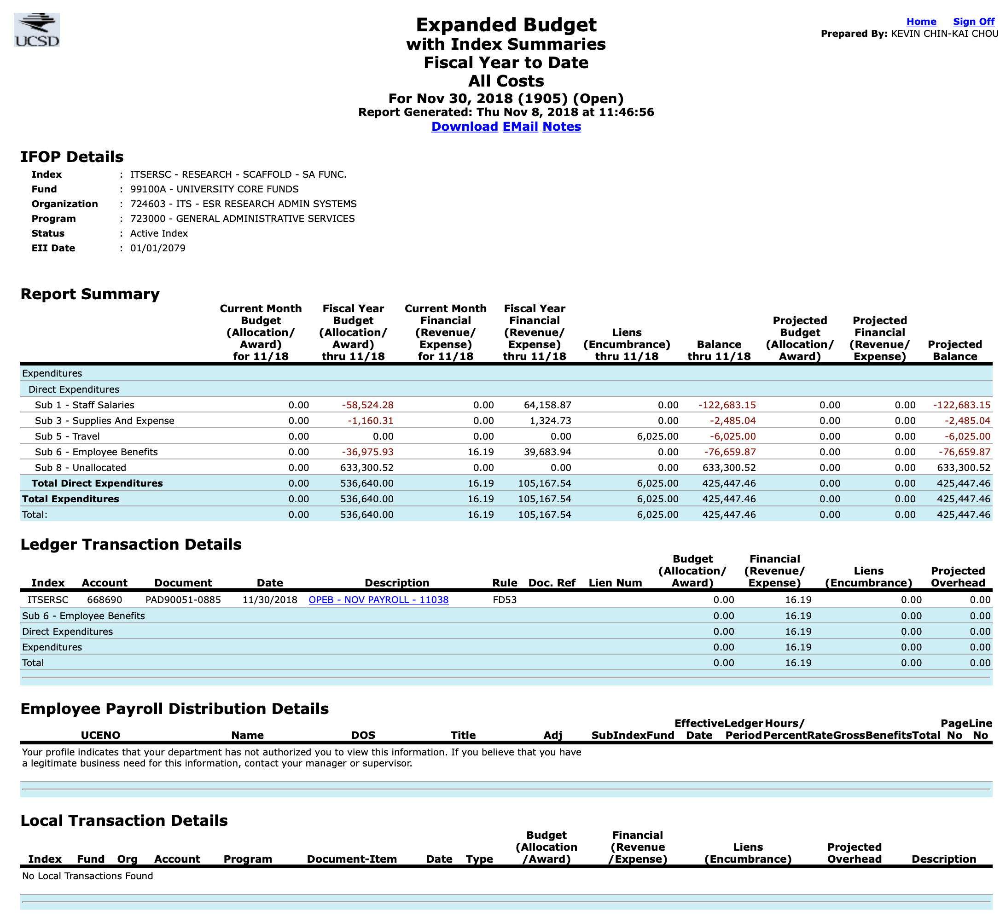 UCSD
Home Sign Off
Prepared By: KEVIN CHIN-KAI CHOU
Expanded Budget
with Index Summaries
Fiscal Year to Date
All Costs
For Nov 30, 2018 (1905) (Open)
Report Generated: Thu Nov 8, 2018 at 11:46:56
Download EMail Notes
IFOP Details
Index : ITSERSC - RESEARCH - SCAFFOLD - SA FUNC.
Fund : 99100A - UNIVERSITY CORE FUNDS
Organization : 724603 - ITS - ESR RESEARCH ADMIN SYSTEMS
Program : 723000 - GENERAL ADMINISTRATIVE SERVICES
Status : Active Index
EII Date : 01/01/2079
Report Summary
Current Month Fiscal Year Current Month Fiscal Year
Budget Budget Financial Financial Projected Projected
(Allocation/ (Allocation/ (Revenue/ (Revenue/ Liens Budget Financial
Award) Award) Expense) Expense) (Encumbrance) Balance (Allocation/ (Revenue/ Projected
for 11/18 thru 11/18 for 11/18 thru 11/18 thru 11/18 thru 11/18 Award) Expense) Balance
Expenditures
Direct Expenditures
Sub 1 - Staff Salaries 0.00 -58,524.28 0.00 64,158.87 0.00 -122,683.15 0.00 0.00 -122,683.15
Sub 3 - Supplies And Expense 0.00 -1,160.31 0.00 1,324.73 0.00 -2,485.04 0.00 0.00 -2,485.04
Sub 5 - Travel 0.00 0.00 0.00 0.00 6,025.00 -6,025.00 0.00 0.00 -6,025.00
Sub 6 - Employee Benefits 0.00 -36,975.93 16.19 39,683.94 0.00 -76,659.87 0.00 0.00 -76,659.87
Sub 8 - Unallocated 0.00 633,300.52 0.00 0.00 0.00 633,300.52 0.00 0.00 633,300.52
Total Direct Expenditures 0.00 536,640.00 16.19 105,167.54 6,025.00 425,447.46 0.00 0.00 425,447.46
Total Expenditures 0.00 536,640.00 16.19 105,167.54 6,025.00 425,447.46 0.00 0.00 425,447.46
Total: 0.00 536,640.00 16.19 105,167.54 6,025.00 425,447.46 0.00 0.00 425,447.46
Ledger Transaction Details
Budget Financial
(Allocation/ (Revenue/ Liens Projected
Index Account Document Date Description Rule Doc. Ref Lien Num Award) Expense) (Encumbrance) Overhead
ITSERSC 668690 PAD90051-0885 11/30/2018 OPEB - NOV PAYROLL - 11038 FD53 0.00 16.19 0.00 0.00
Sub 6 - Employee Benefits 0.00 16.19 0.00 0.00
Direct Expenditures 0.00 16.19 0.00 0.00
Expenditures 0.00 16.19 0.00 0.00
Total 0.00 16.19 0.00 0.00
Employee Payroll Distribution Details
Effective Ledger Hours/ Page Line
UCENO Name DOS Title Adj Sub Index Fund Date Period Percent Rate Gross Benefits Total No No
Your profile indicates that your department has not authorized you to view this information. If you believe that you have
a legitimate business need for this information, contact your manager or supervisor.
Local Transaction Details
Budget Financial
(Allocation (Revenue Liens Projected
Index Fund Org Account Program Document-Item Date Type /Award) /Expense) (Encumbrance) Overhead Description
No Local Transactions Found